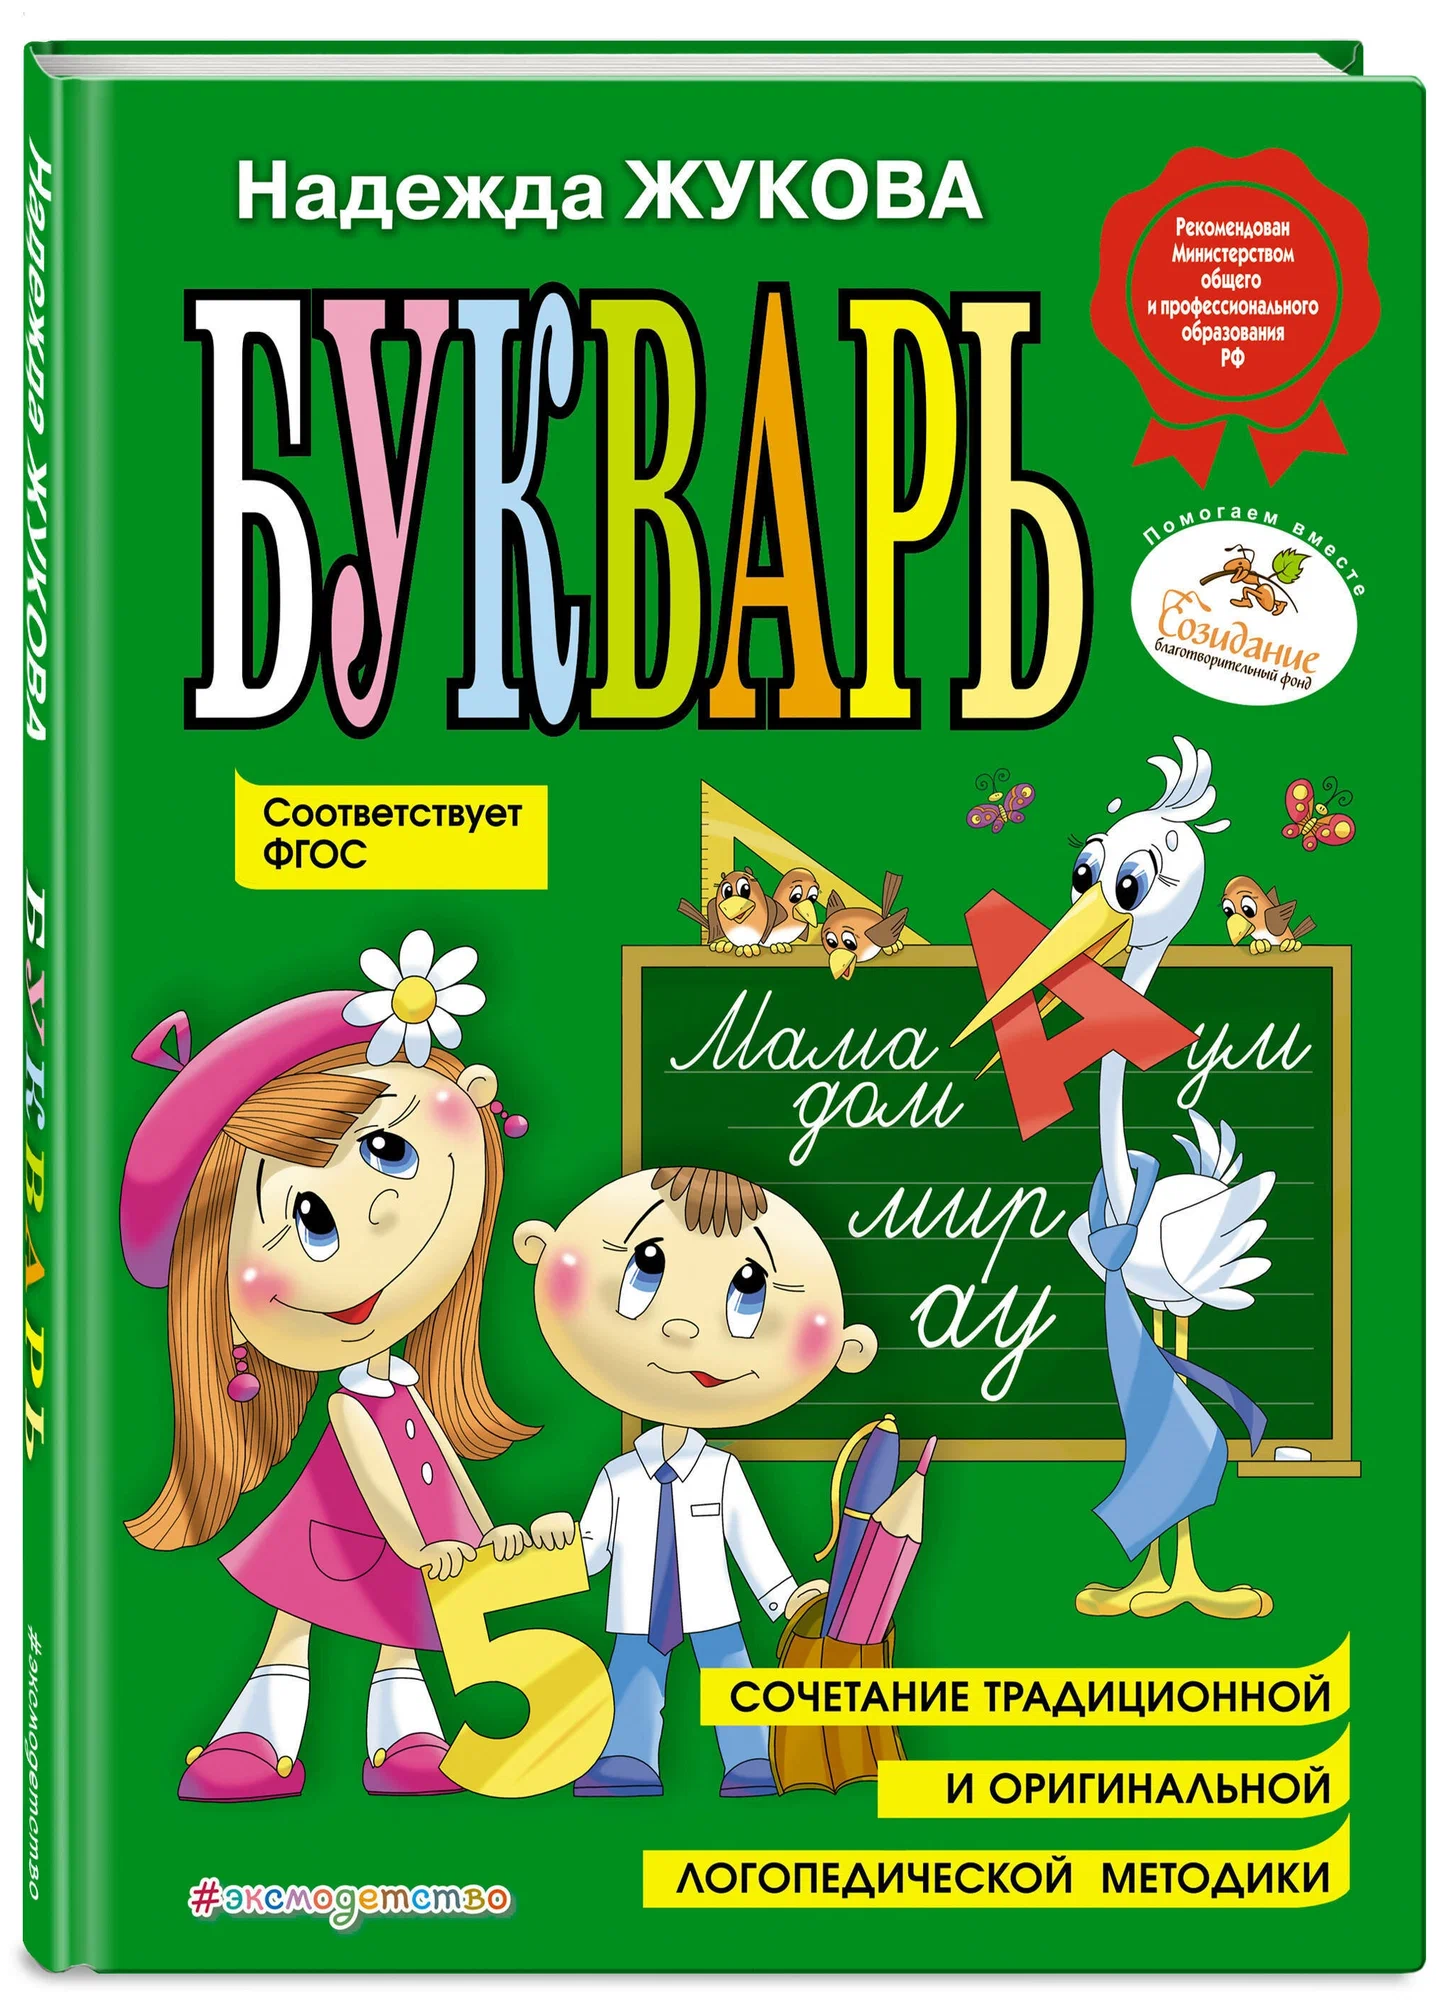 Надежда ЖУКОВА
БУКВАРЬ
Рекомендован
Министерством
общего
и профессионального
образования
РФ
Помогаем вместе
Созидание
благотворительный фонд
Соответствует
ФГОС
А
Мама
ум
дом
мир
ау
5
СОЧЕТАНИЕ ТРАДИЦИОННОЙ
И ОРИГИНАЛЬНОЙ
ЛОГОПЕДИЧЕСКОЙ МЕТОДИКИ
#эксмодетство
Надежда ЖУКОВА БУКВАРЬ #эксмодетство